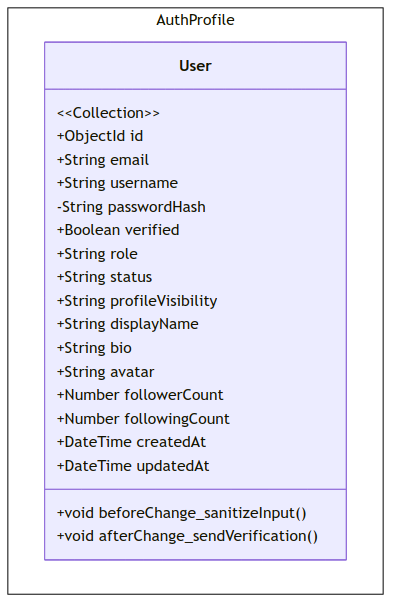 AuthProfile
User
<<Collection>>
+ObjectId id
+String email
+String username
-String passwordHash
+Boolean verified
+String role
+String status
+String profileVisibility
+String displayName
+String bio
+String avatar
+Number followerCount
+Number followingCount
+DateTime createdAt
+DateTime updatedAt
+void beforeChange_sanitizeInput()
+void afterChange_sendVerification()